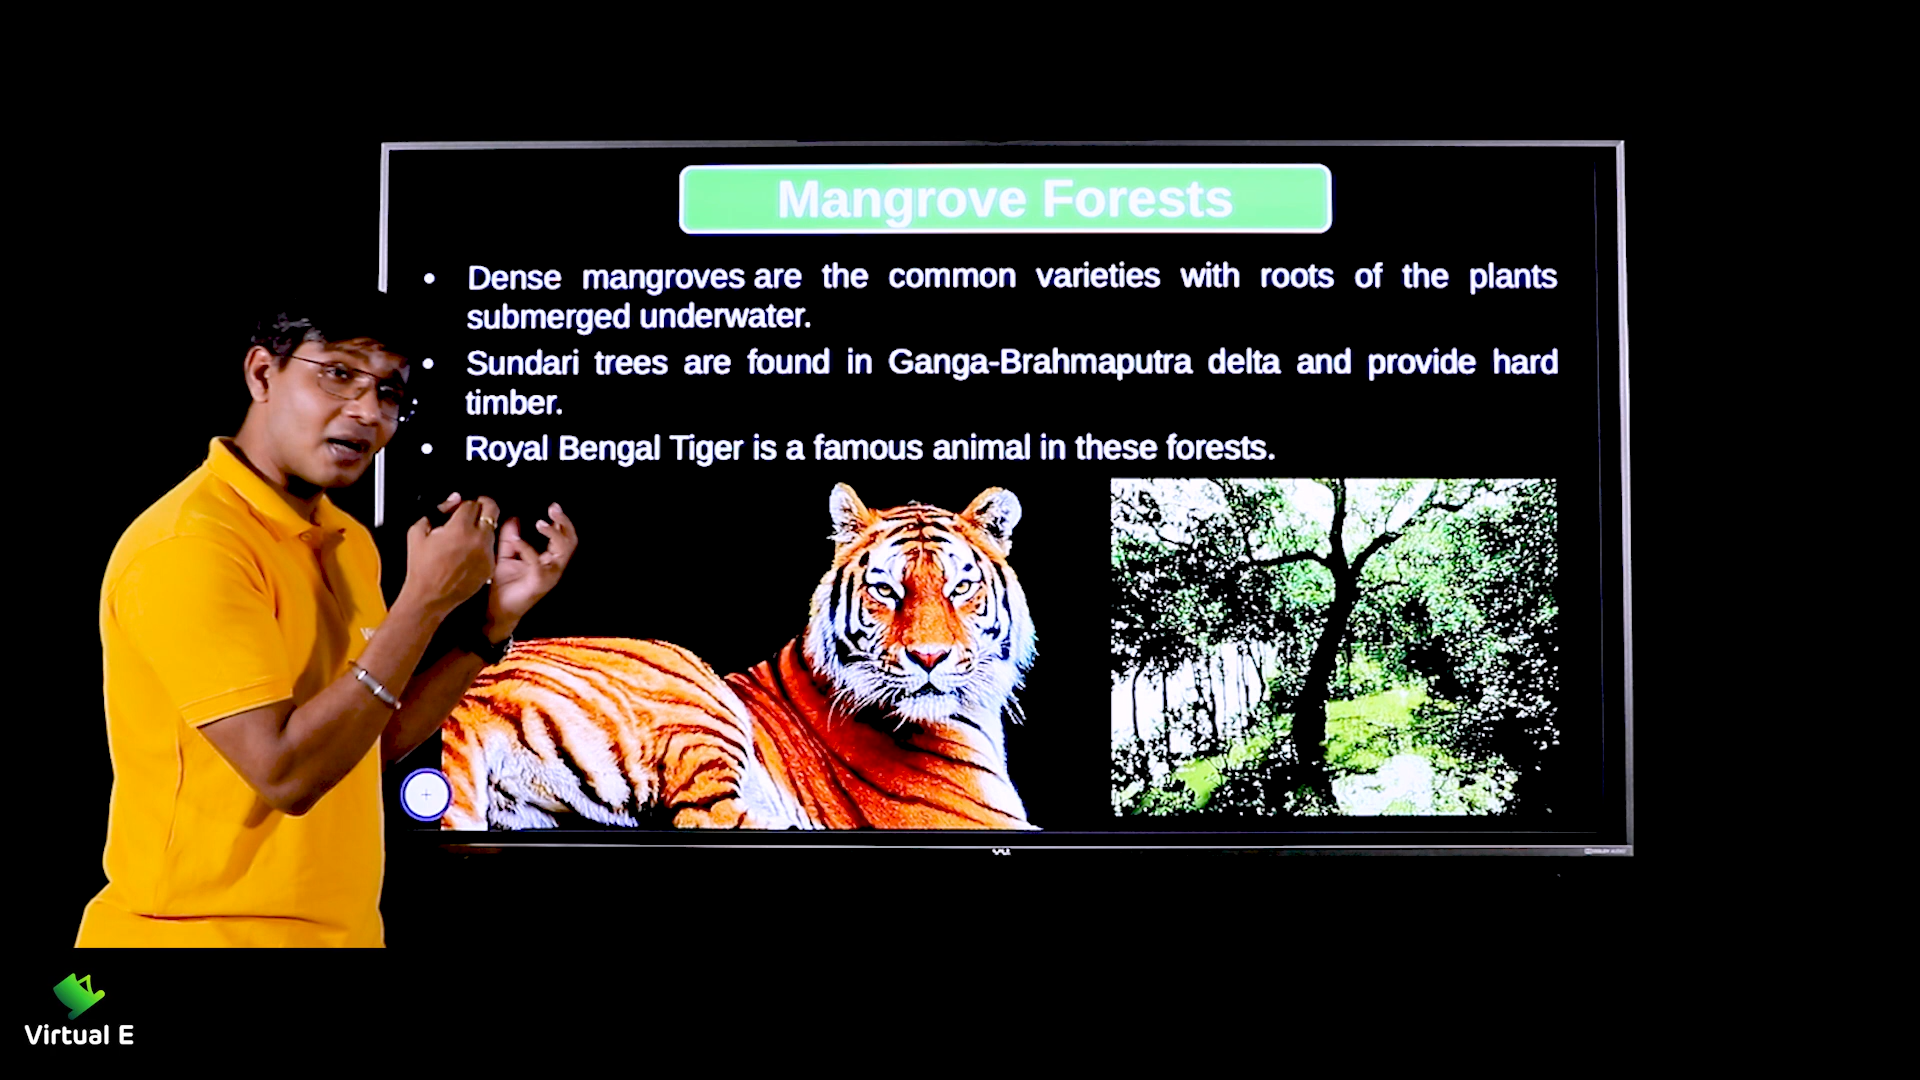 Mangrove Forests
• Dense mangroves are the common varieties with roots of the plants
submerged underwater.
• Sundari trees are found in Ganga-Brahmaputra delta and provide hard
timber.
• Royal Bengal Tiger is a famous animal in these forests.
Virtual E